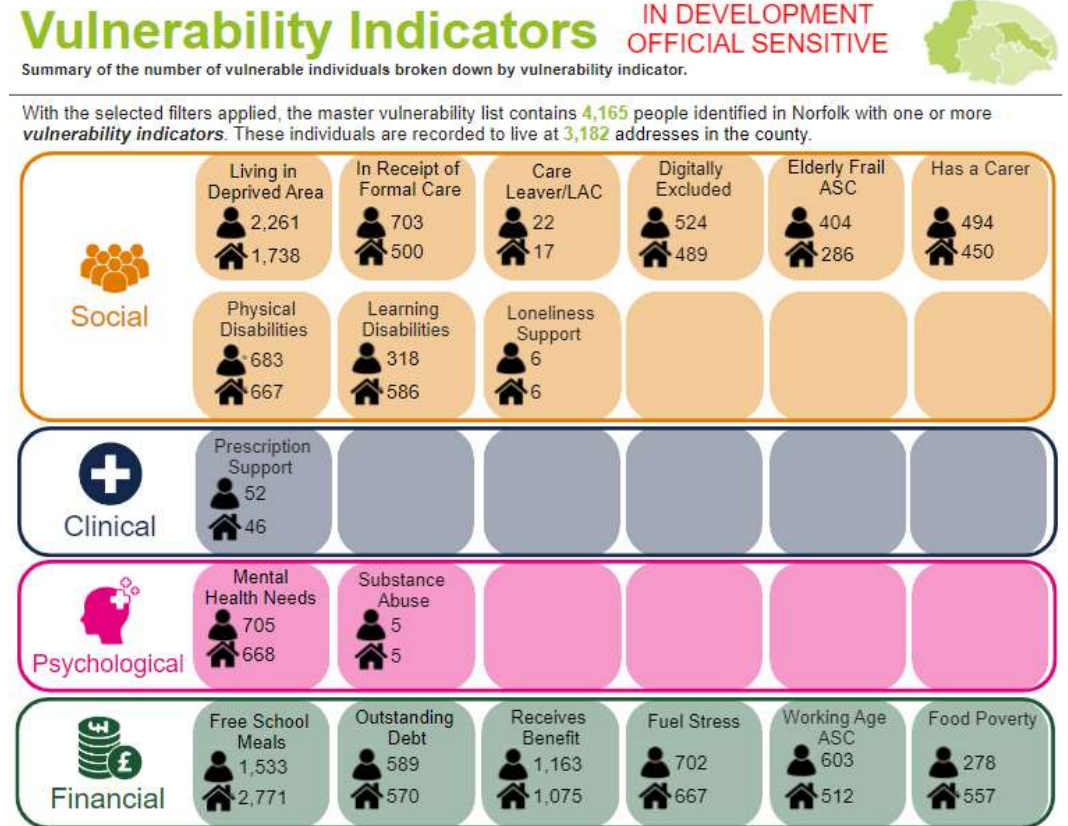 Vulnerability Indicators
IN DEVELOPMENT
OFFICIAL SENSITIVE
Summary of the number of vulnerable individuals broken down by vulnerability indicator.
With the selected filters applied, the master vulnerability list contains 4,165 people identified in Norfolk with one or more
vulnerability indicators. These individuals are recorded to live at 3,182 addresses in the county.
Social
Living in
Deprived Area
2,261
1,738
In Receipt of
Formal Care
703
500
Care
Leaver/LAC
22
17
Digitally
Excluded
524
489
Elderly Frail
ASC
404
286
Has a Carer
494
450
Physical
Disabilities
683
667
Learning
Disabilities
318
586
Loneliness
Support
6
6
Clinical
Prescription
Support
52
46
Psychological
Mental
Health Needs
705
668
Substance
Abuse
5
5
£
Financial
Free School
Meals
1,533
2,771
Outstanding
Debt
589
570
Receives
Benefit
1,163
1,075
Fuel Stress
702
667
Working Age
ASC
603
512
Food Poverty
278
557